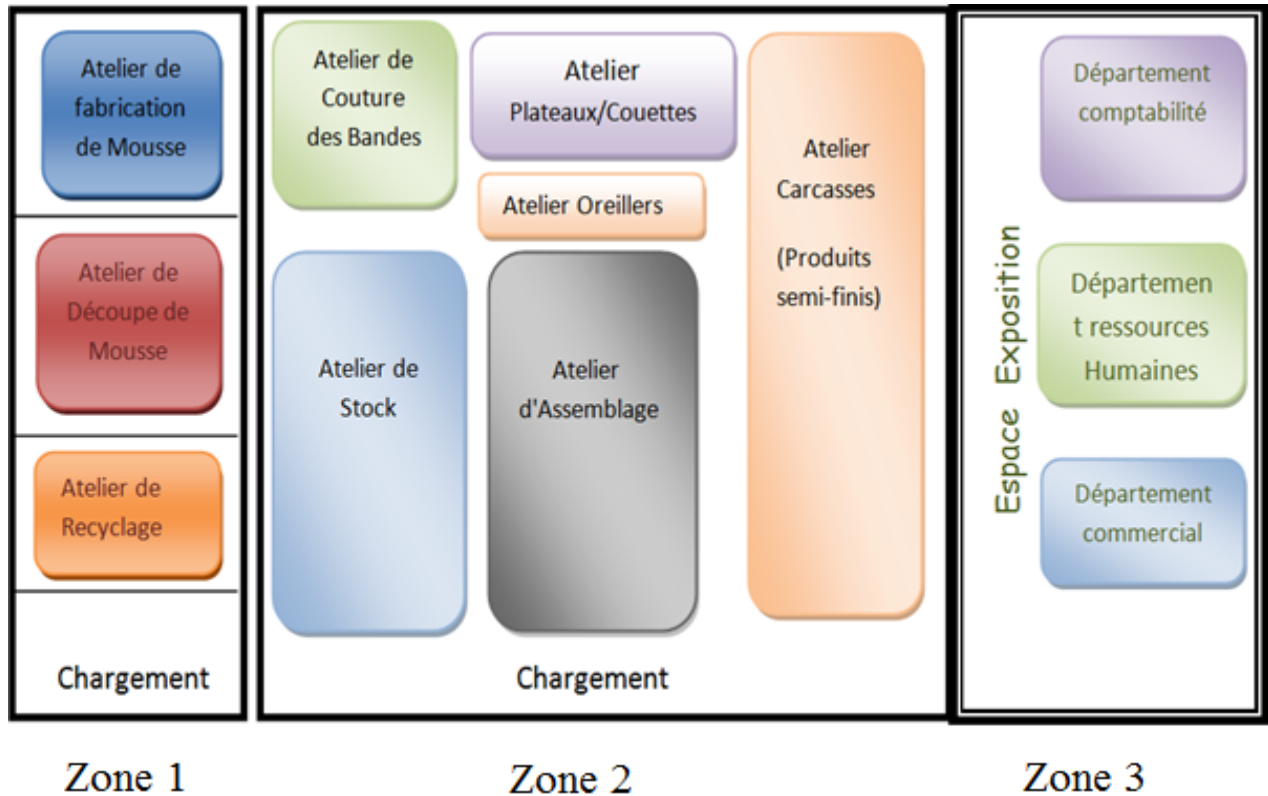 Atelier de
fabrication
de Mousse
Atelier de
Découpe de
Mousse
Atelier de
Recyclage
Chargement
Atelier de
Couture
des Bandes
Atelier
Plateaux/Couettes
Atelier Oreillers
Atelier de
Stock
Atelier
d'Assemblage
Atelier
Carcasses
(Produits
semi-finis)
Chargement
Espace Exposition
Département
comptabilité
Départemen
t ressources
Humaines
Département
commercial
Zone 1
Zone 2
Zone 3